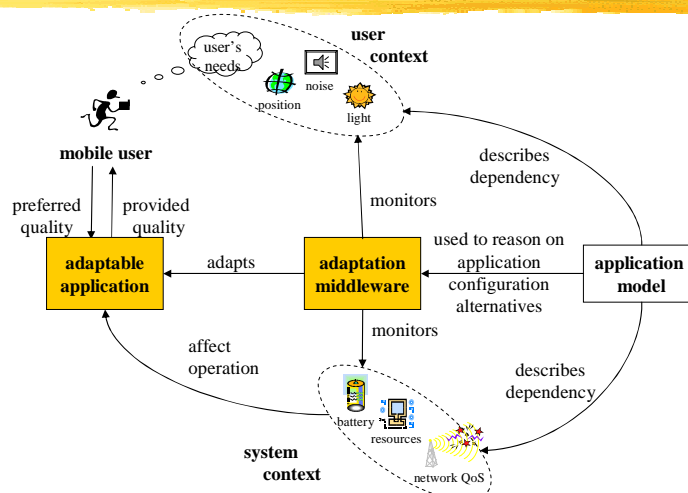 user's
needs
user
context
noise
position
light
mobile user
describes
dependency
preferred
quality
provided
quality
monitors
adaptable
application
adapts
adaptation
middleware
used to reason on
application
configuration
alternatives
application
model
monitors
affect
operation
describes
dependency
battery
resources
network QoS
system
context